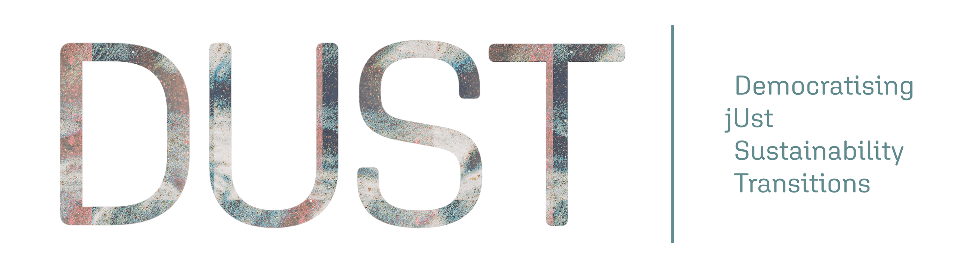 DUST
Democratising
jUst
Sustainability
Transitions